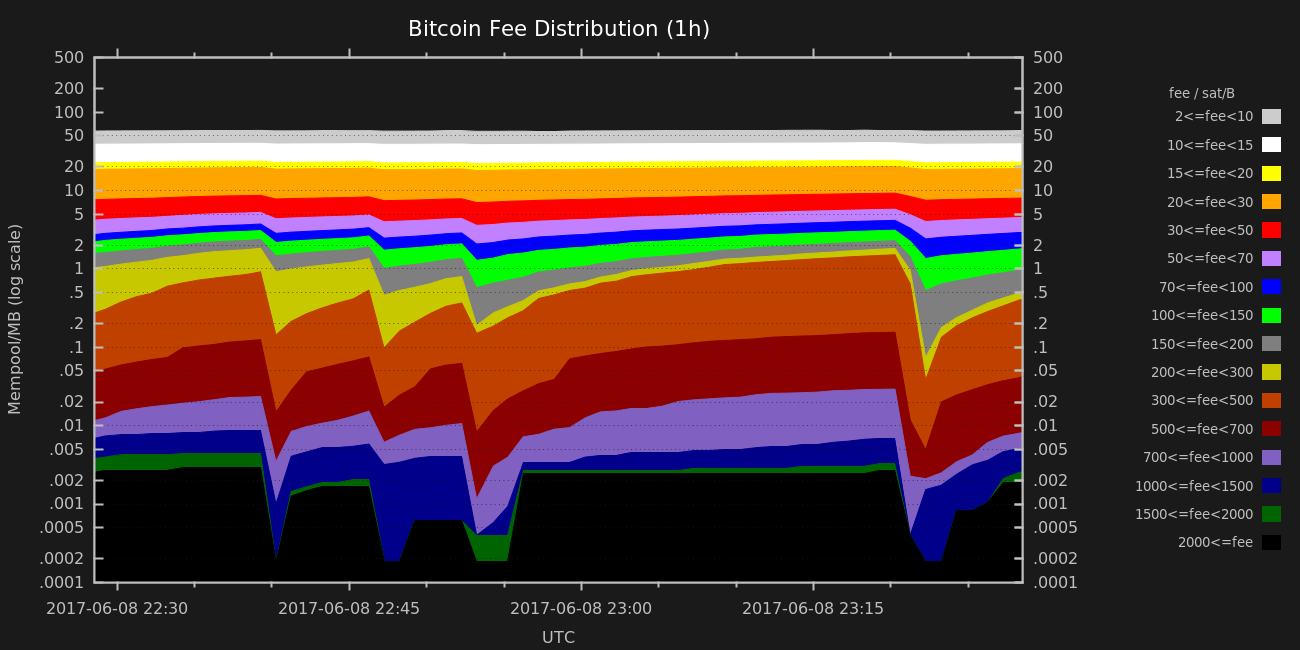 Bitcoin Fee Distribution (1h)
500
200
100
50
20
10
5
2
1
.5
.2
.1
.05
.02
.01
.005
.002
.001
.0005
.0002
.0001
Mempool/MB (log scale)
500
200
100
50
20
10
5
2
1
.5
.2
.1
.05
.02
.01
.005
.002
.001
.0005
.0002
.0001
2017-06-08 22:30 2017-06-08 22:45 2017-06-08 23:00 2017-06-08 23:15
UTC
fee / sat/B
2<=fee<10
10<=fee<15
15<=fee<20
20<=fee<30
30<=fee<50
50<=fee<70
70<=fee<100
100<=fee<150
150<=fee<200
200<=fee<300
300<=fee<500
500<=fee<700
700<=fee<1000
1000<=fee<1500
1500<=fee<2000
2000<=fee